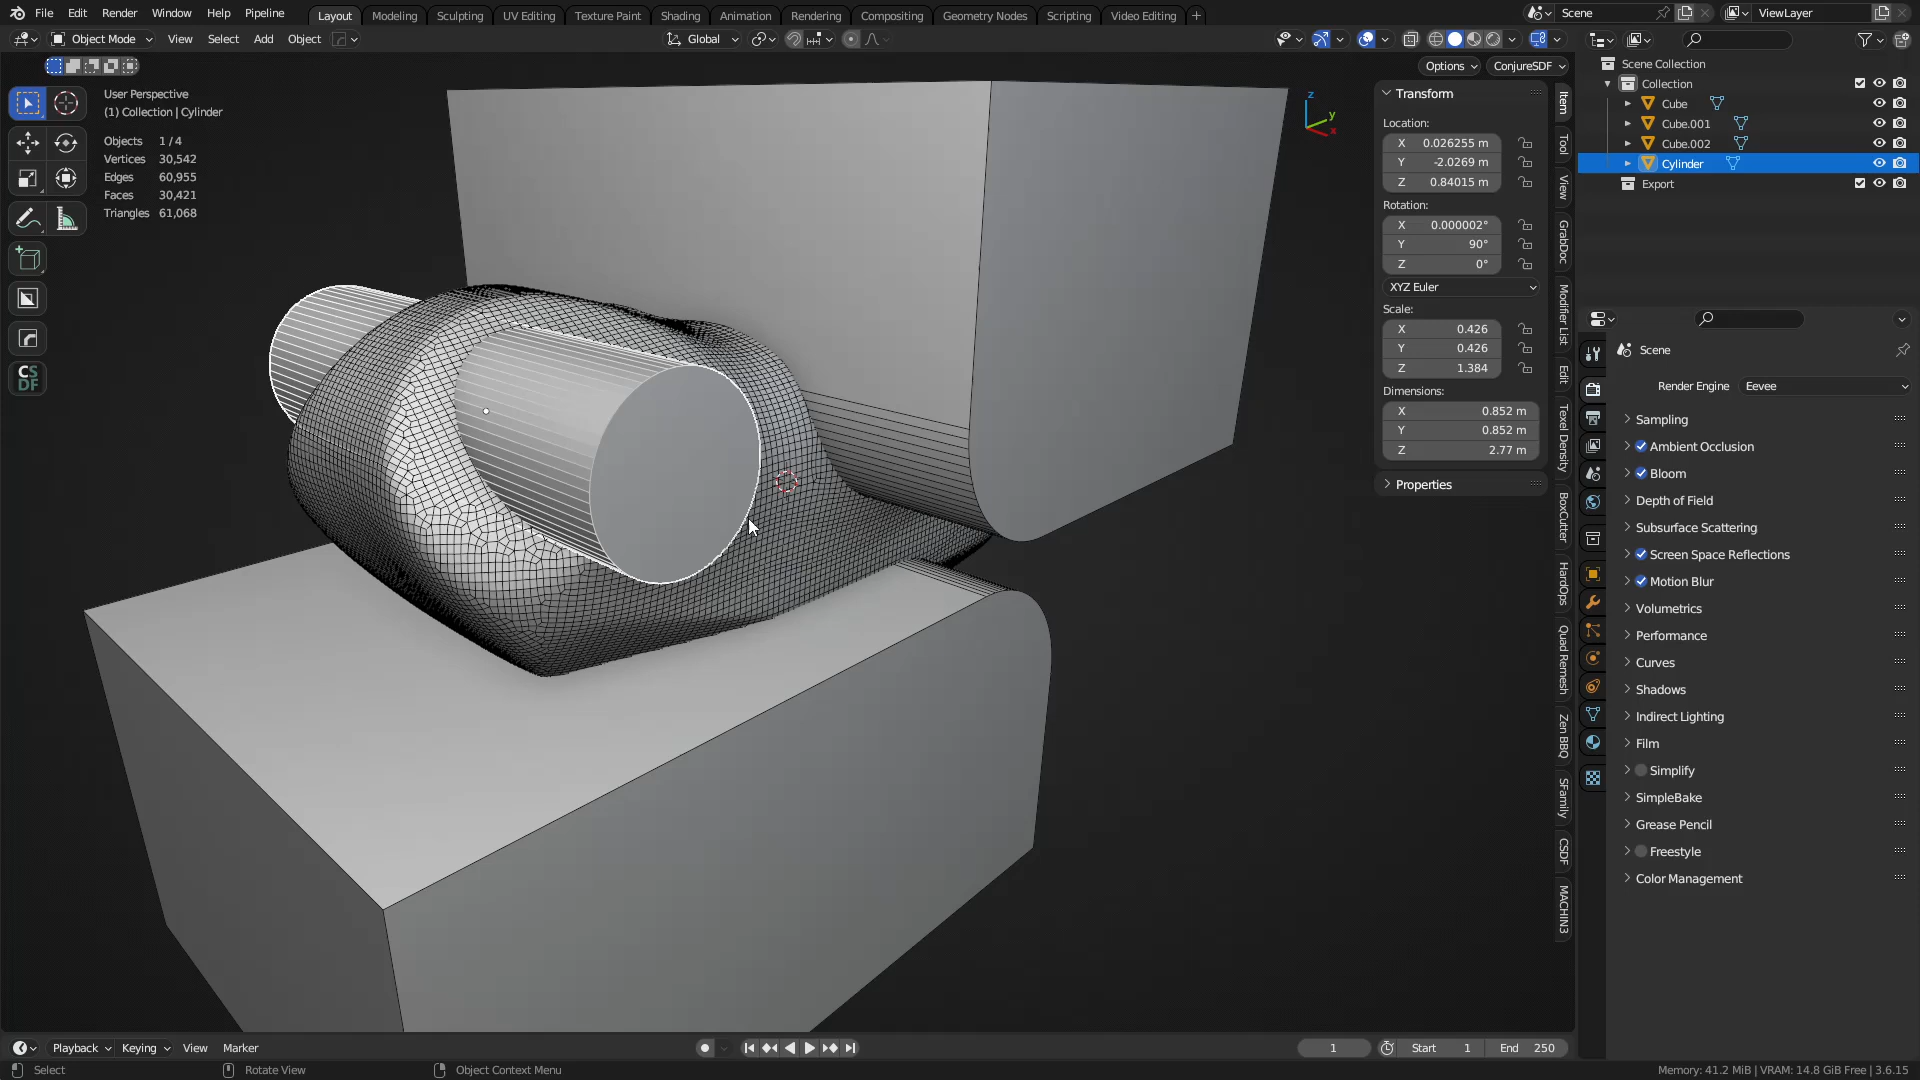 File Edit Render Window Help Pipeline Layout Modeling Sculpting UV Editing Texture Paint Shading Animation Rendering Compositing Geometry Nodes Scripting Video Editing + Scene ViewLayer
Object Mode View Select Add Object Global
Options ConjureSDF
User Perspective
(1) Collection | Cylinder
Objects 1 / 4
Vertices 30,542
Edges 60,955
Faces 30,421
Triangles 61,068
CS
DF
z
y
x
Transform
Location:
X 0.026255 m
Y -2.0269 m
Z 0.84015 m
Rotation:
X 0.000002°
Y 90°
Z 0°
XYZ Euler
Scale:
X 0.426
Y 0.426
Z 1.384
Dimensions:
X 0.852 m
Y 0.852 m
Z 2.77 m
Properties
Item
Tool
View
GrabDoc
Modifier List
Edit
Texel Density
BoxCutter
HardOps
Quad Remesh
Zen BBQ
SFamily
CSDF
MACHIN3
Scene Collection
Collection
Cube
Cube.001
Cube.002
Cylinder
Export
Scene
Render Engine Eevee
Sampling
Ambient Occlusion
Bloom
Depth of Field
Subsurface Scattering
Screen Space Reflections
Motion Blur
Volumetrics
Performance
Curves
Shadows
Indirect Lighting
Film
Simplify
SimpleBake
Grease Pencil
Freestyle
Color Management
Playback Keying View Marker 1 Start 1 End 250
Select Rotate View Object Context Menu Memory: 41.2 MiB | VRAM: 14.8 GiB Free | 3.6.15